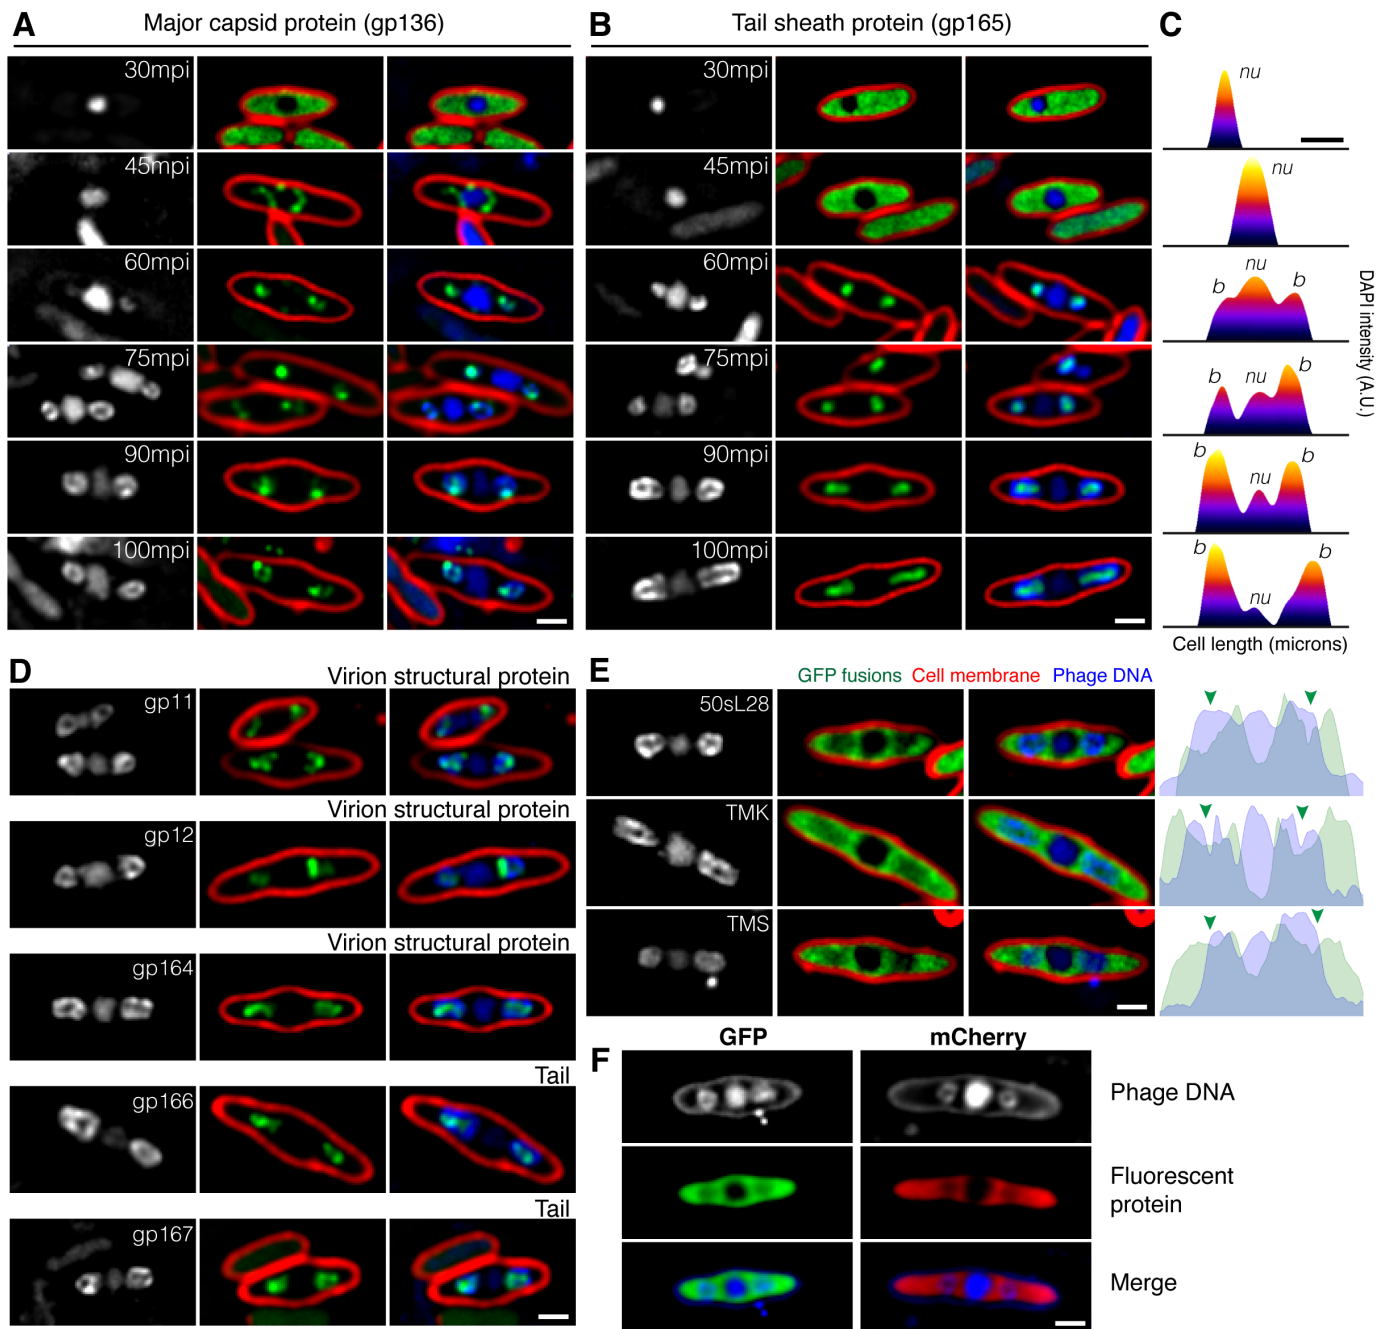 A
Major capsid protein (gp136)
30mpi
45mpi
60mpi
75mpi
90mpi
100mpi
B
Tail sheath protein (gp165)
30mpi
45mpi
60mpi
75mpi
90mpi
100mpi
C
nu
nu
b
nu
b
b
nu
b
b
nu
b
b
nu
b
DAPI intensity (A.U.)
Cell length (microns)
D
Virion structural protein
gp11
Virion structural protein
gp12
Virion structural protein
gp164
Tail
gp166
Tail
gp167
E
GFP fusions Cell membrane Phage DNA
50sL28
TMK
TMS
F
GFP
mCherry
Phage DNA
Fluorescent
protein
Merge